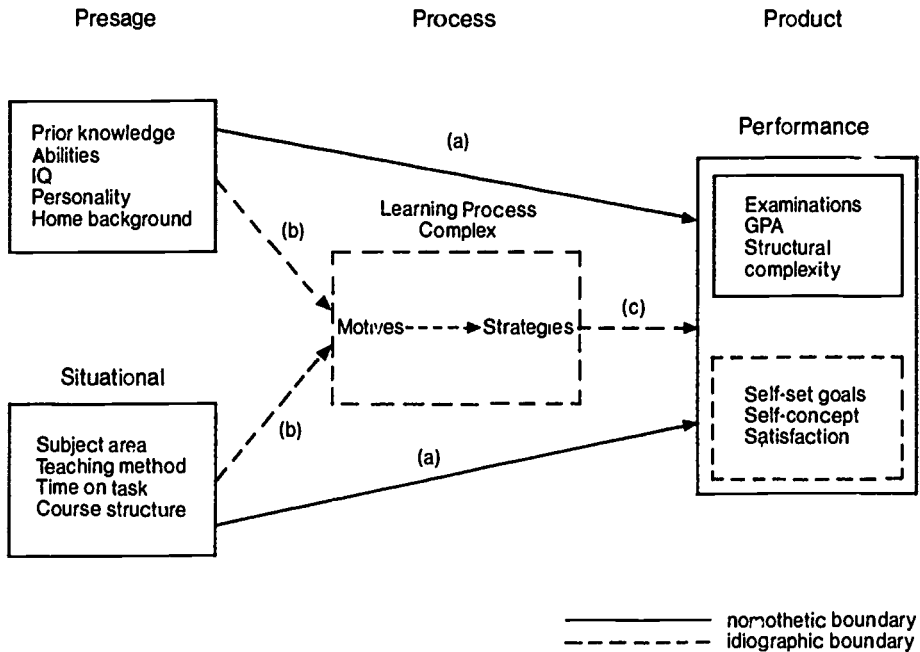 Presage
Process
Product
Prior knowledge
Abilities
IQ
Personality
Home background
(a)
Performance
Learning Process
Complex
(b)
Examinations
GPA
Structural
complexity
Motives
Strategies
(c)
Situational
Subject area
Teaching method
Time on task
Course structure
(b)
(a)
Self-set goals
Self-concept
Satisfaction
nomothetic boundary
idiographic boundary